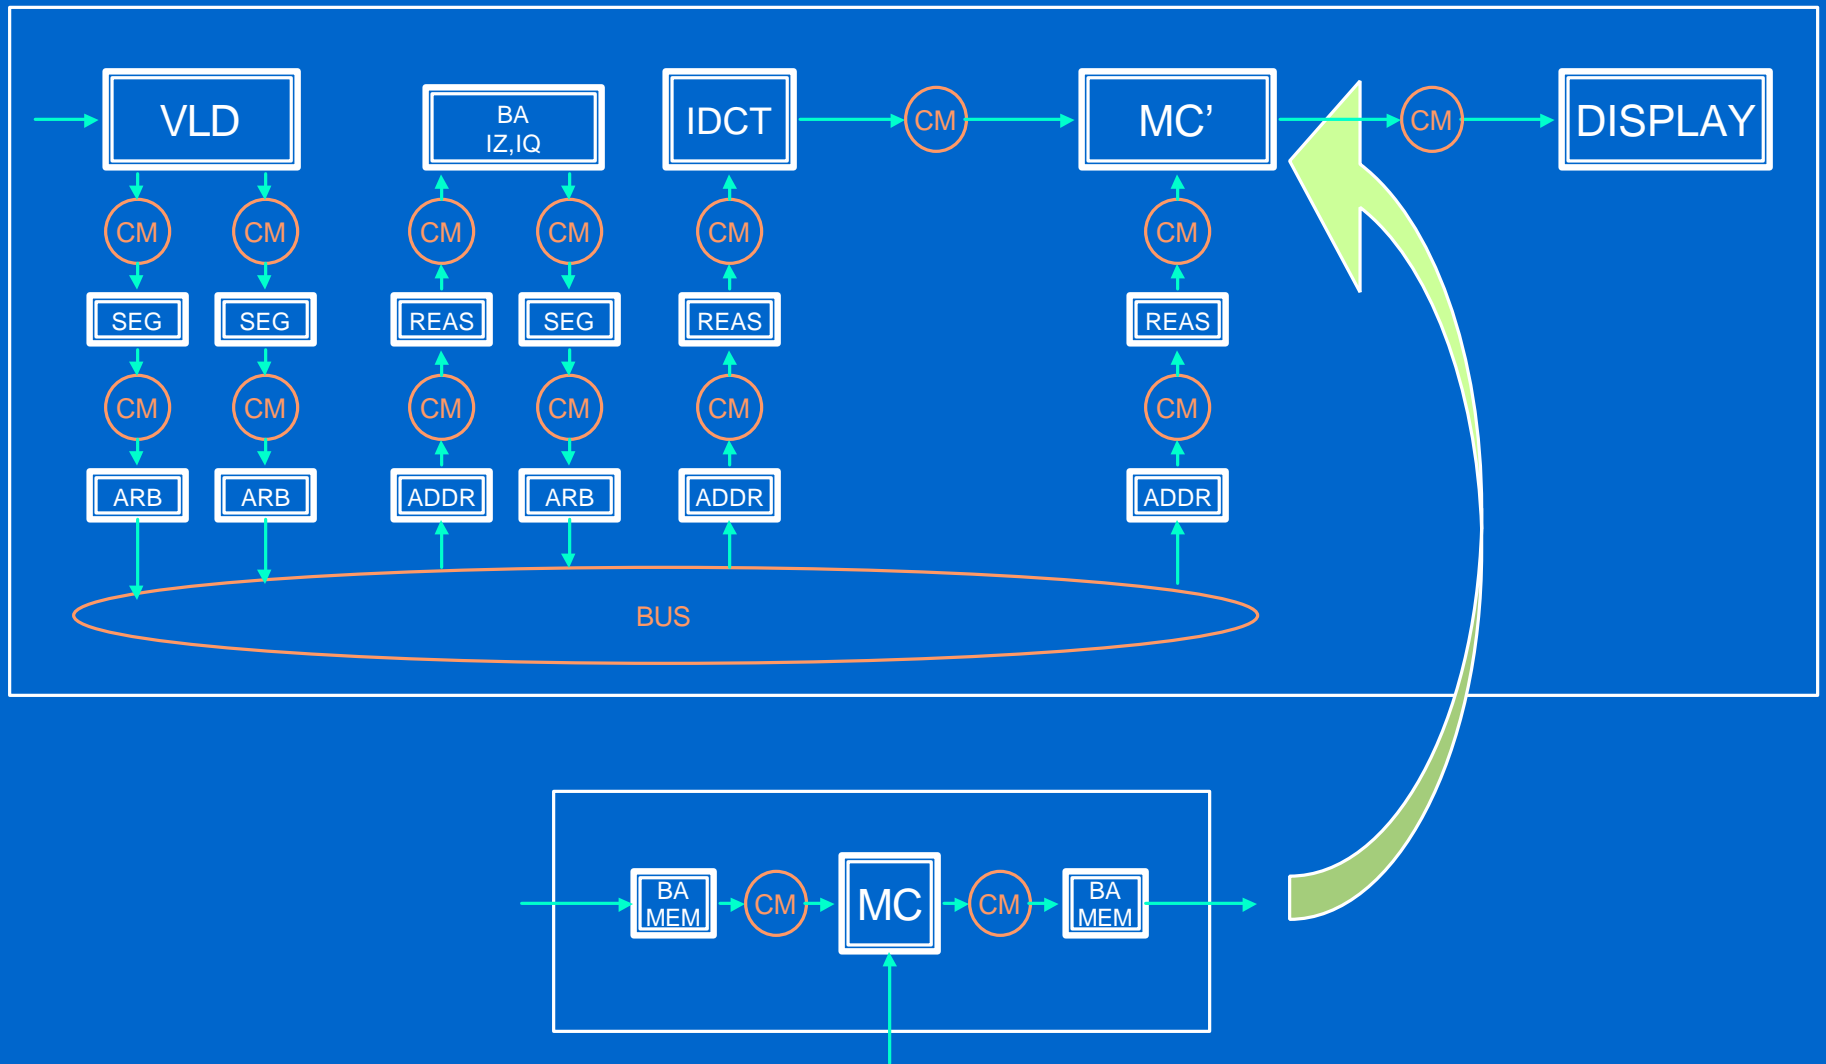 VLD
BA
IZ,IQ
IDCT
CM
MC’
CM
DISPLAY
CM
CM
CM
CM
CM
CM
SEG
SEG
REAS
SEG
REAS
REAS
CM
CM
CM
CM
CM
CM
ARB
ARB
ADDR
ARB
ADDR
ADDR
BUS
BA
MEM
CM
MC
CM
BA
MEM